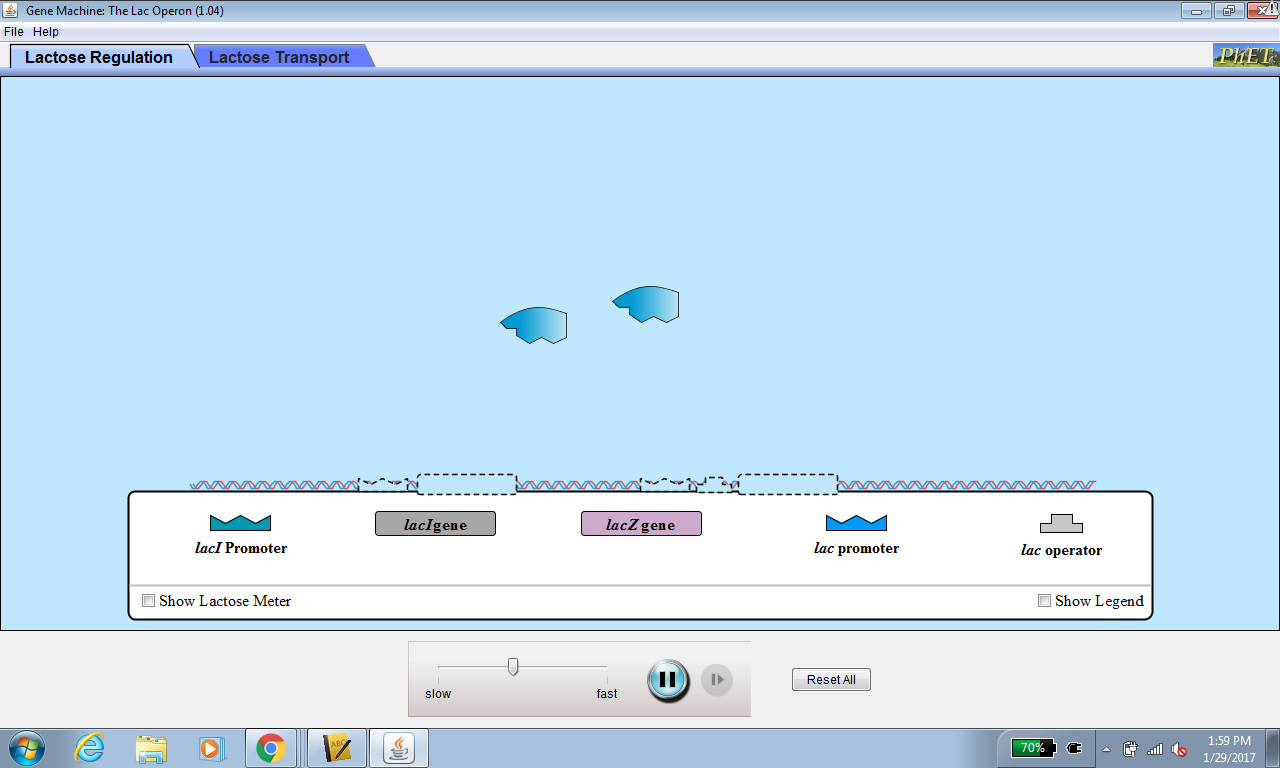 Gene Machine: The Lac Operon (1.04)
File Help
Lactose Regulation Lactose Transport
PhET
lacI gene lacZ gene
lacI Promoter lac promoter lac operator
Show Lactose Meter Show Legend
slow fast
Reset All
ABC
70%
1:59 PM
1/29/2017